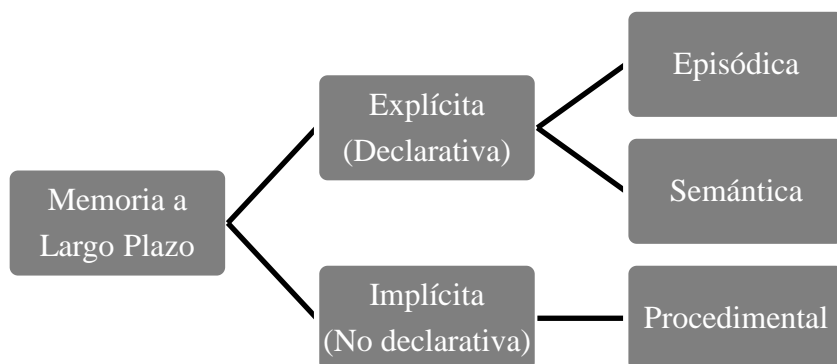 Memoria a
Largo Plazo
Explícita
(Declarativa)
Implícita
(No declarativa)
Episódica
Semántica
Procedimental